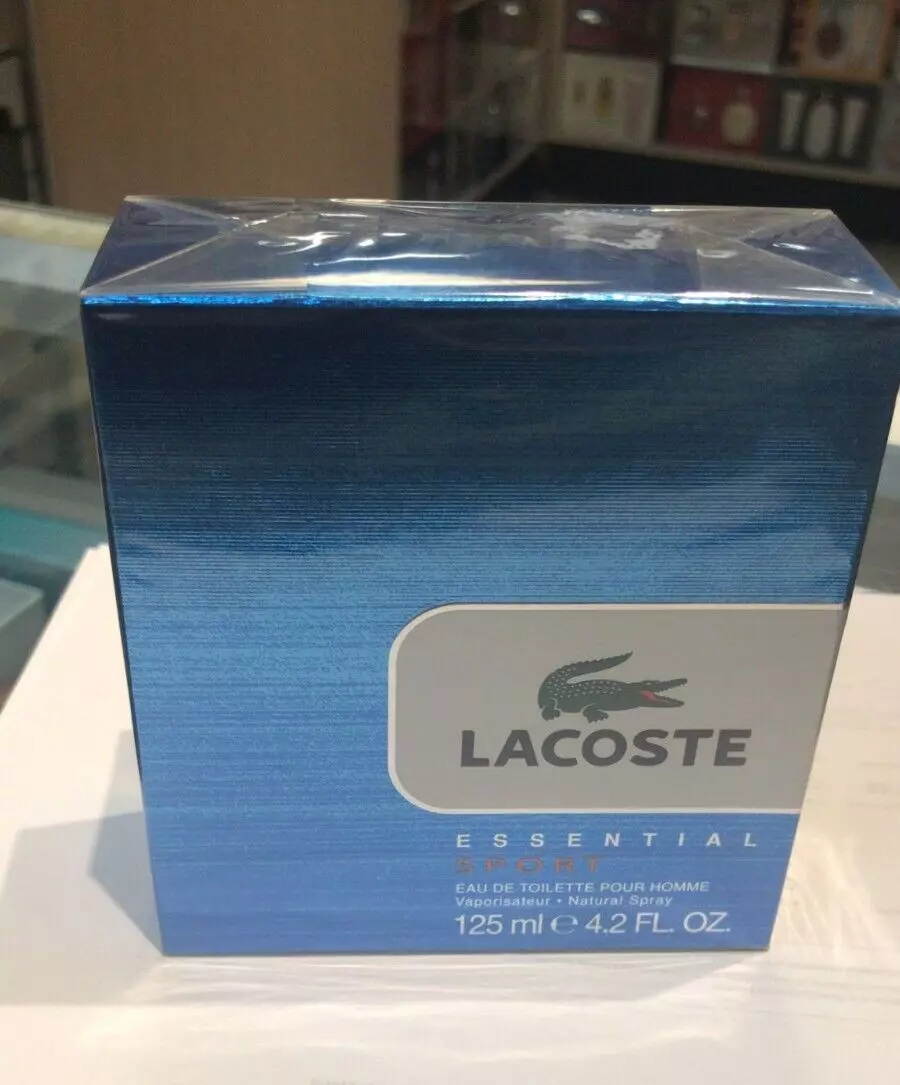 LACOSTE
ESSENTIAL
SPORT
EAU DE TOILETTE POUR HOMME
Vaporisateur • Natural Spray
125 ml ℮ 4.2 FL. OZ.